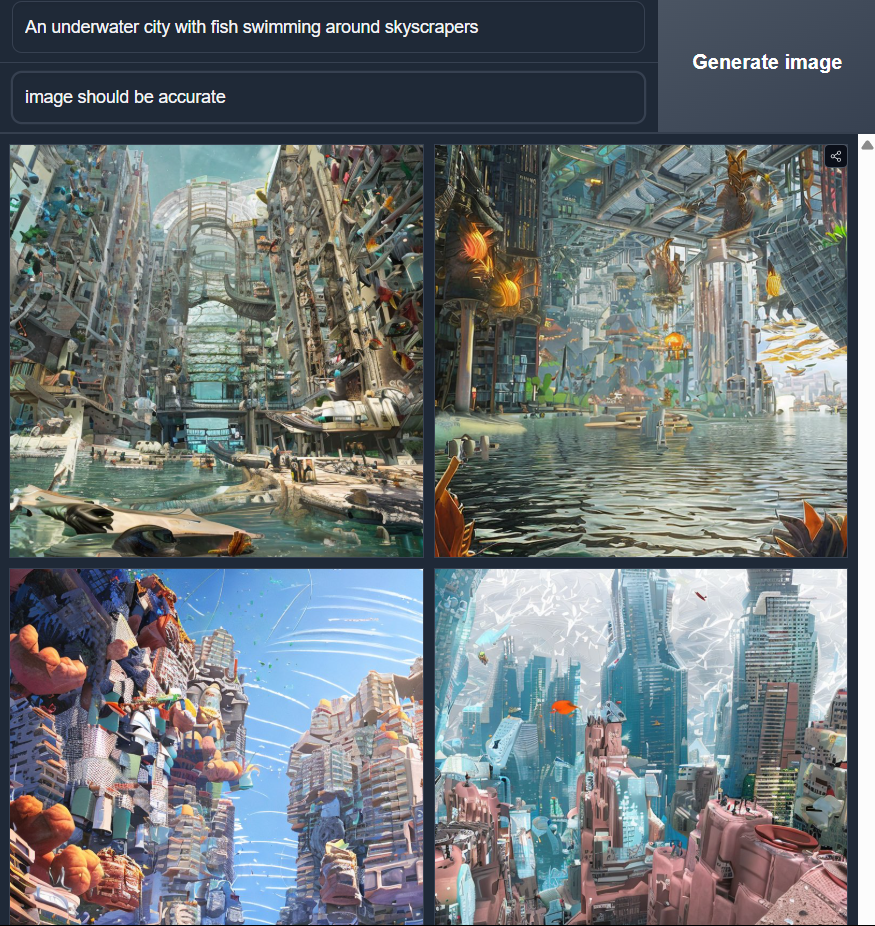 An underwater city with fish swimming around skyscrapers
Generate image
image should be accurate